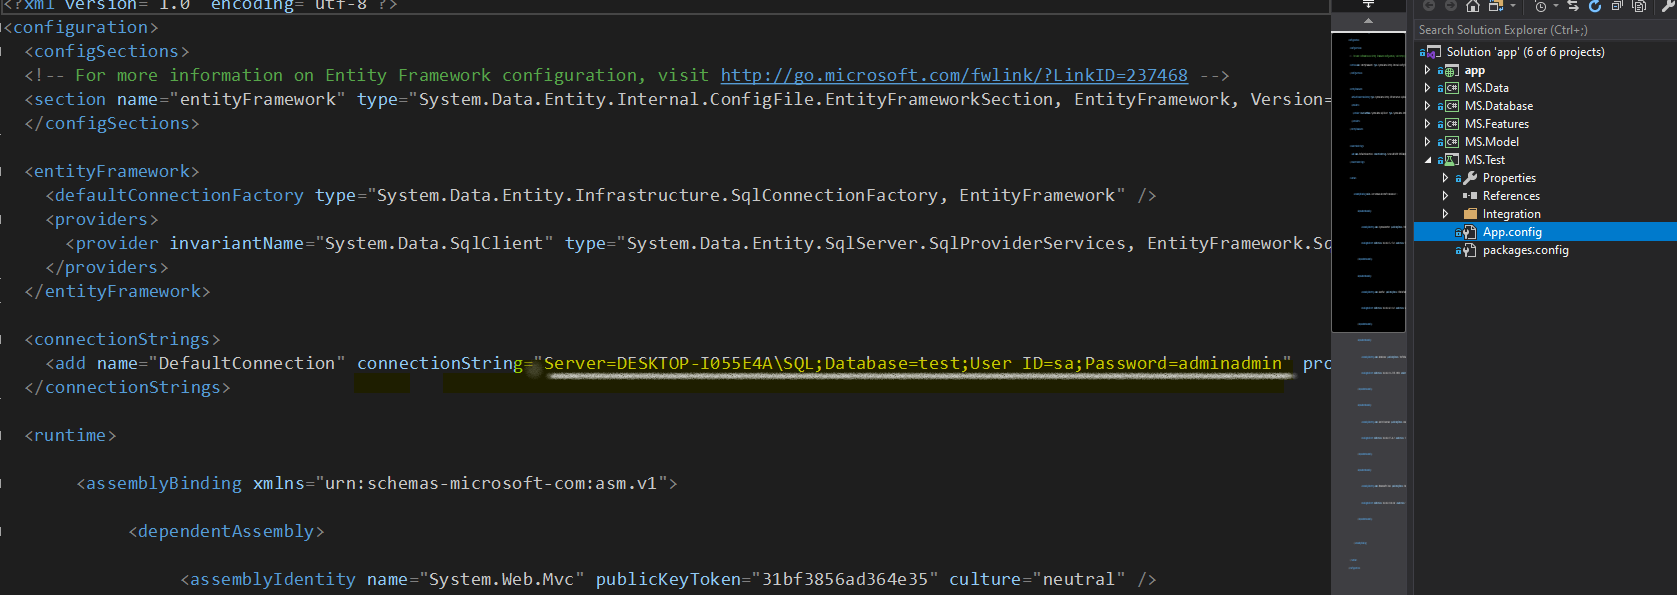 <?xml version="1.0" encoding="utf-8"?>
<configuration>
<configSections>
<!-- For more information on Entity Framework configuration, visit http://go.microsoft.com/fwlink/?LinkID=237468 -->
<section name="entityFramework" type="System.Data.Entity.Internal.ConfigFile.EntityFrameworkSection, EntityFramework, Version=
</configSections>
<entityFramework>
<defaultConnectionFactory type="System.Data.Entity.Infrastructure.SqlConnectionFactory, EntityFramework" />
<providers>
<provider invariantName="System.Data.SqlClient" type="System.Data.Entity.SqlServer.SqlProviderServices, EntityFramework.Sq
</providers>
</entityFramework>
<connectionStrings>
<add name="DefaultConnection" connectionString="Server=DESKTOP-I055E4A\SQL;Database=test;User ID=sa;Password=adminadmin" pro
</connectionStrings>
<runtime>
<assemblyBinding xmlns="urn:schemas-microsoft-com:asm.v1">
<dependentAssembly>
<assemblyIdentity name="System.Web.Mvc" publicKeyToken="31bf3856ad364e35" culture="neutral" />
Search Solution Explorer (Ctrl+;)
Solution 'app' (6 of 6 projects)
app
C# MS.Data
C# MS.Database
C# MS.Features
C# MS.Model
MS.Test
Properties
References
Integration
App.config
packages.config